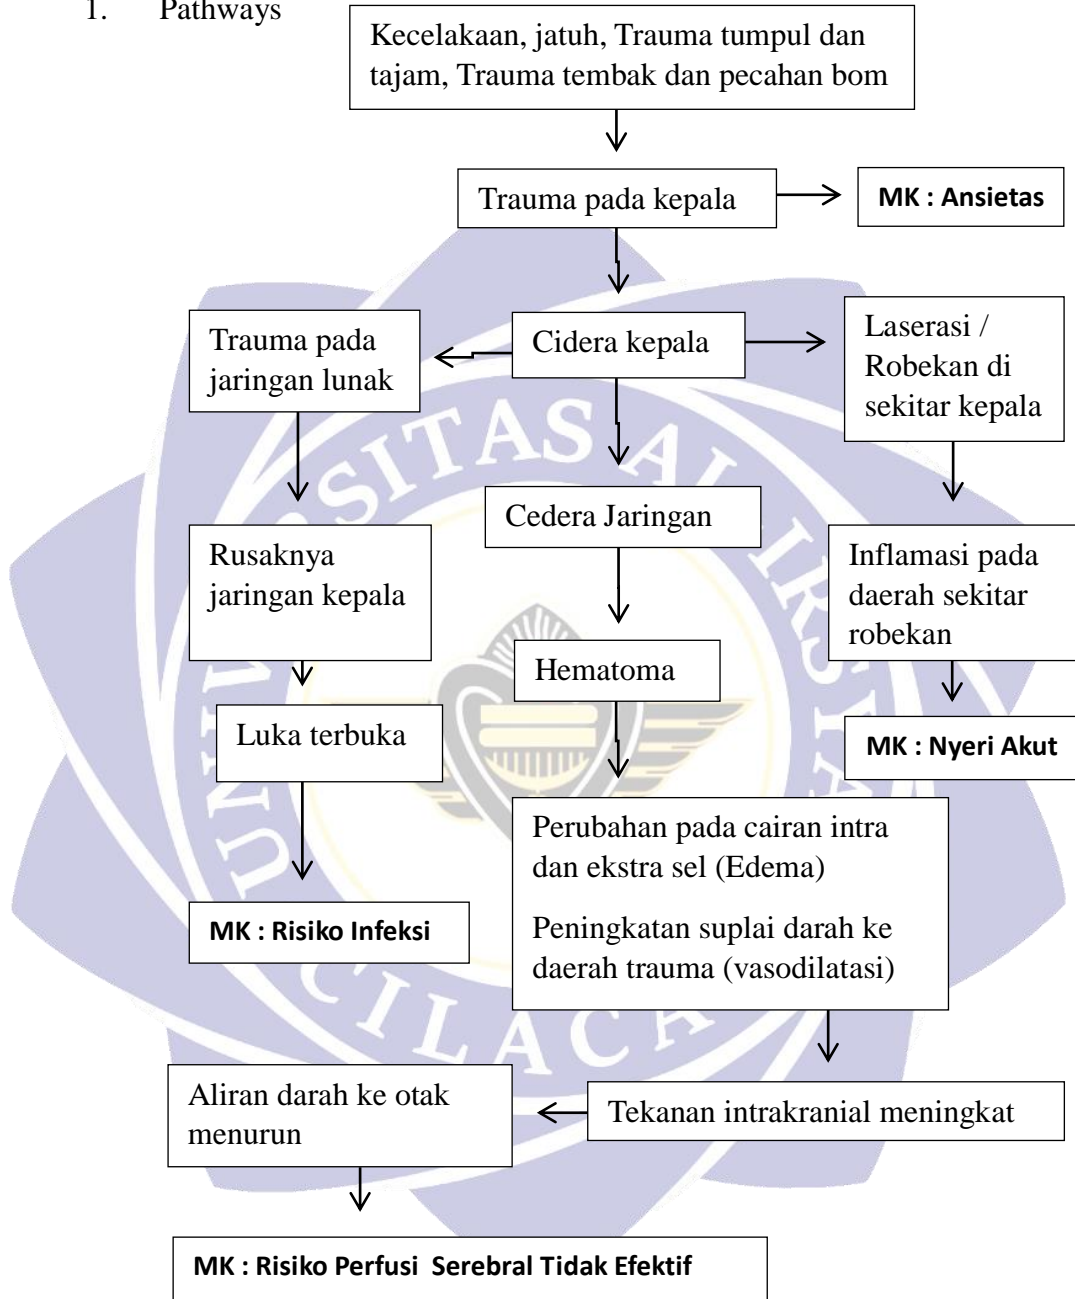 1. Pathways
Kecelakaan, jatuh, Trauma tumpul dan
tajam, Trauma tembak dan pecahan bom
Trauma pada kepala
MK : Ansietas
Trauma pada
jaringan lunak
Cidera kepala
Laserasi /
Robekan di
sekitar kepala
Rusaknya
jaringan kepala
Cedera Jaringan
Inflamasi pada
daerah sekitar
robekan
Luka terbuka
Hematoma
MK : Nyeri Akut
MK : Risiko Infeksi
Perubahan pada cairan intra
dan ekstra sel (Edema)
Peningkatan suplai darah ke
daerah trauma (vasodilatasi)
Aliran darah ke otak
menurun
Tekanan intrakranial meningkat
MK : Risiko Perfusi  Serebral Tidak Efektif
CILACA